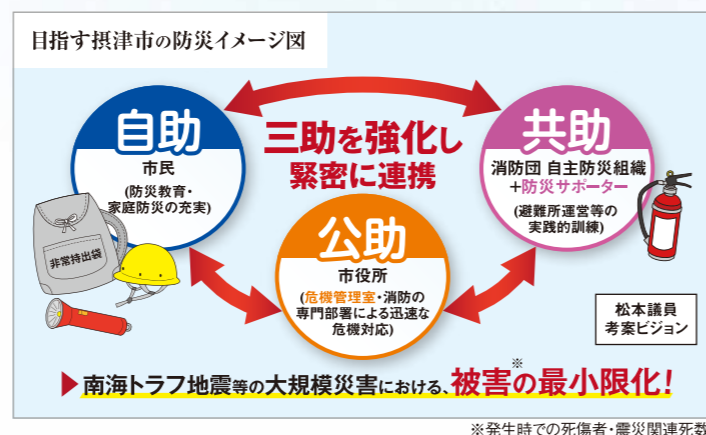 目指す摂津市の防災イメージ図
自助
市民
(防災教育・
家庭防災の充実)
非常持出袋
三助を強化し
緊密に連携
共助
消防団 自主防災組織
+防災サポーター
(避難所運営等の
実践的訓練)
公助
市役所
(危機管理室・消防の
専門部署による迅速な
危機対応)
松本議員
考案ビジョン
▶南海トラフ地震等の大規模災害における、被害の最小限化!
※
※発生時での死傷者・震災関連死数